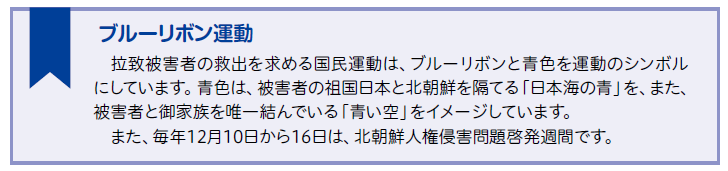 ブルーリボン運動
拉致被害者の救出を求める国民運動は、ブルーリボンと青色を運動のシンボル
にしています。青色は、被害者の祖国日本と北朝鮮を隔てる「日本海の青」を、また、
被害者と御家族を唯一結んでいる「青い空」をイメージしています。
また、毎年12月10日から16日は、北朝鮮人権侵害問題啓発週間です。